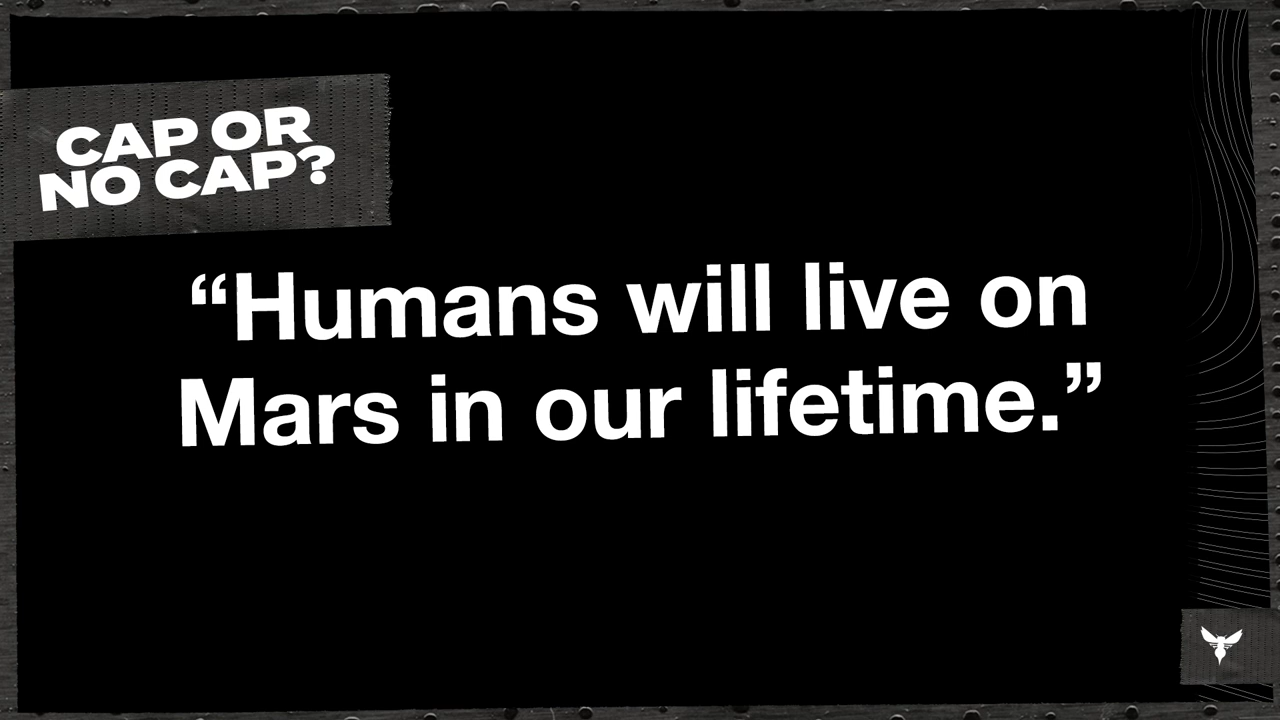 CAP OR
NO CAP?
“Humans will live on
Mars in our lifetime.”